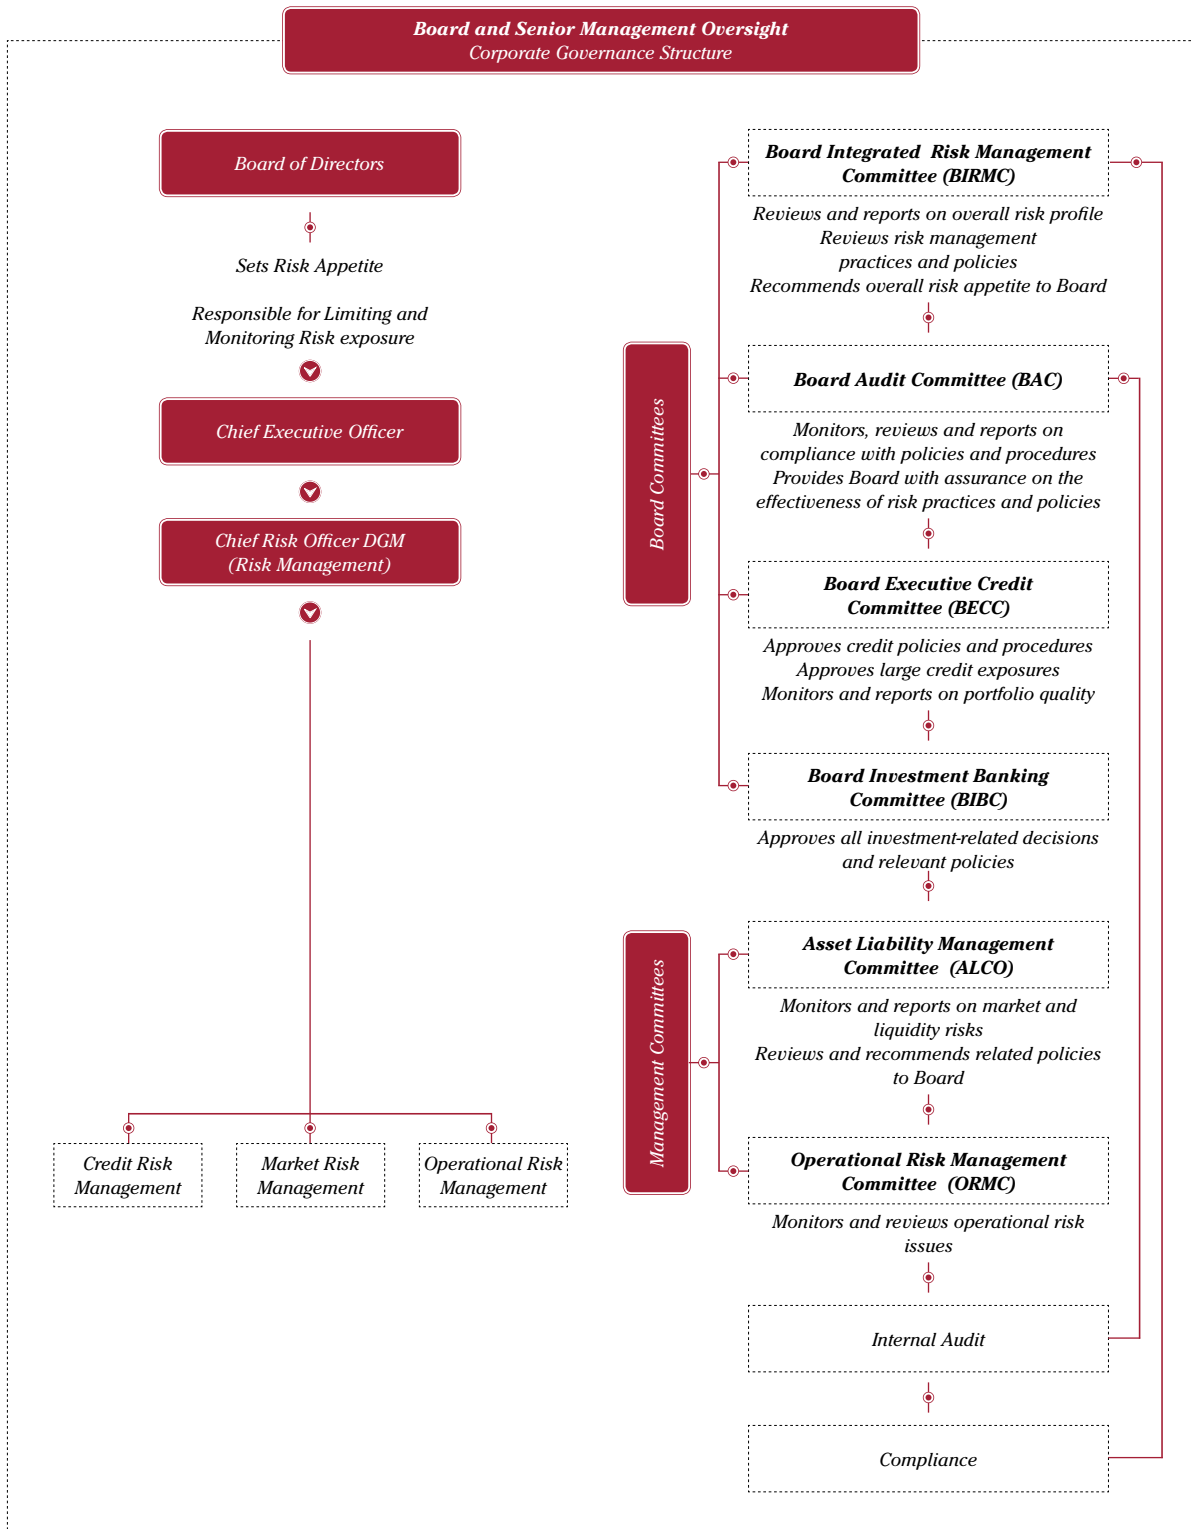 Board and Senior Management Oversight
Corporate Governance Structure
Board of Directors
Sets Risk Appetite
Responsible for Limiting and
Monitoring Risk exposure
Chief Executive Officer
Chief Risk Officer DGM
(Risk Management)
Credit Risk
Management
Market Risk
Management
Operational Risk
Management
Board Committees
Board Integrated Risk Management
Committee (BIRMC)
Reviews and reports on overall risk profile
Reviews risk management
practices and policies
Recommends overall risk appetite to Board
Board Audit Committee (BAC)
Monitors, reviews and reports on
compliance with policies and procedures
Provides Board with assurance on the
effectiveness of risk practices and policies
Board Executive Credit
Committee (BECC)
Approves credit policies and procedures
Approves large credit exposures
Monitors and reports on portfolio quality
Board Investment Banking
Committee (BIBC)
Approves all investment-related decisions
and relevant policies
Management Committees
Asset Liability Management
Committee (ALCO)
Monitors and reports on market and
liquidity risks
Reviews and recommends related policies
to Board
Operational Risk Management
Committee (ORMC)
Monitors and reviews operational risk
issues
Internal Audit
Compliance